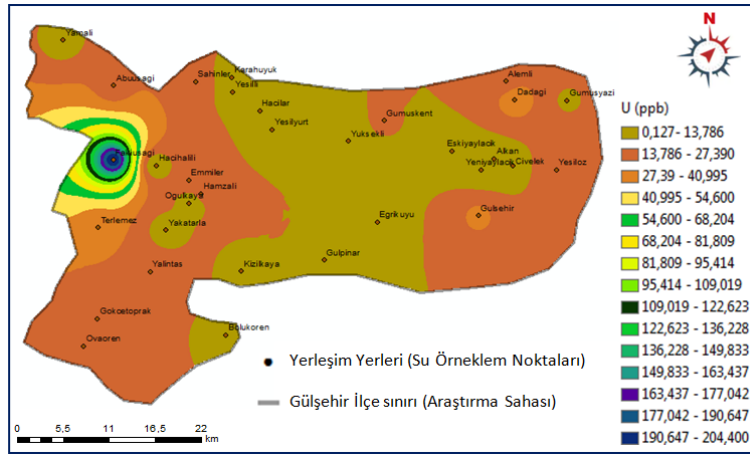 N
Yamali
Abuusagi
Sahinler
Karahuyuk
Yesilli
Hacilar
Yesilyurt
Yuksekli
Gumuskent
Alemli
Dadagi
Gumusyazi
Hacihalili
Emmiler
Hamzali
Ogulkaya
Yakatarla
Terlemez
Yalintas
Kizilkaya
Gulpinar
Egrikuyu
Eskiyaylacik
Alkan
Yeniyaylacik
Civelek
Yesiloz
Gulsehir
Gokcetoprak
Ovaoren
Bolukoren
Yerleşim Yerleri (Su Örneklem Noktaları)
Gülşehir İlçe sınırı (Araştırma Sahası)
0 5,5 11 16,5 22
km
U (ppb)
0,127- 13,786
13,786 - 27,390
27,39 - 40,995
40,995 - 54,600
54,600 - 68,204
68,204 - 81,809
81,809 - 95,414
95,414 - 109,019
109,019 - 122,623
122,623 - 136,228
136,228 - 149,833
149,833 - 163,437
163,437 - 177,042
177,042 - 190,647
190,647 - 204,400